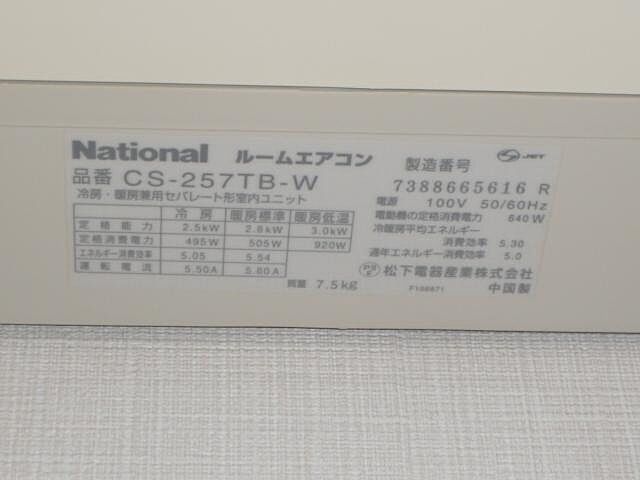 National ルームエアコン
品番 CS-257TB-W
冷房・暖房兼用セパレート形室内ユニット
冷房 暖房標準 暖房低温
定格能力 2.5kW 2.8kW 3.0kW
定格消費電力 495W 505W 920W
エネルギー消費効率 5.05 5.54
運転電流 5.50A 5.60A
質量 7.5kg
製造番号
JET
7388665616 R
電源 100V 50/60Hz
電動機の定格消費電力 640W
冷暖房平均エネルギー
消費効率 5.30
通年エネルギー消費効率 5.0
PSE 松下電器産業株式会社
中国製